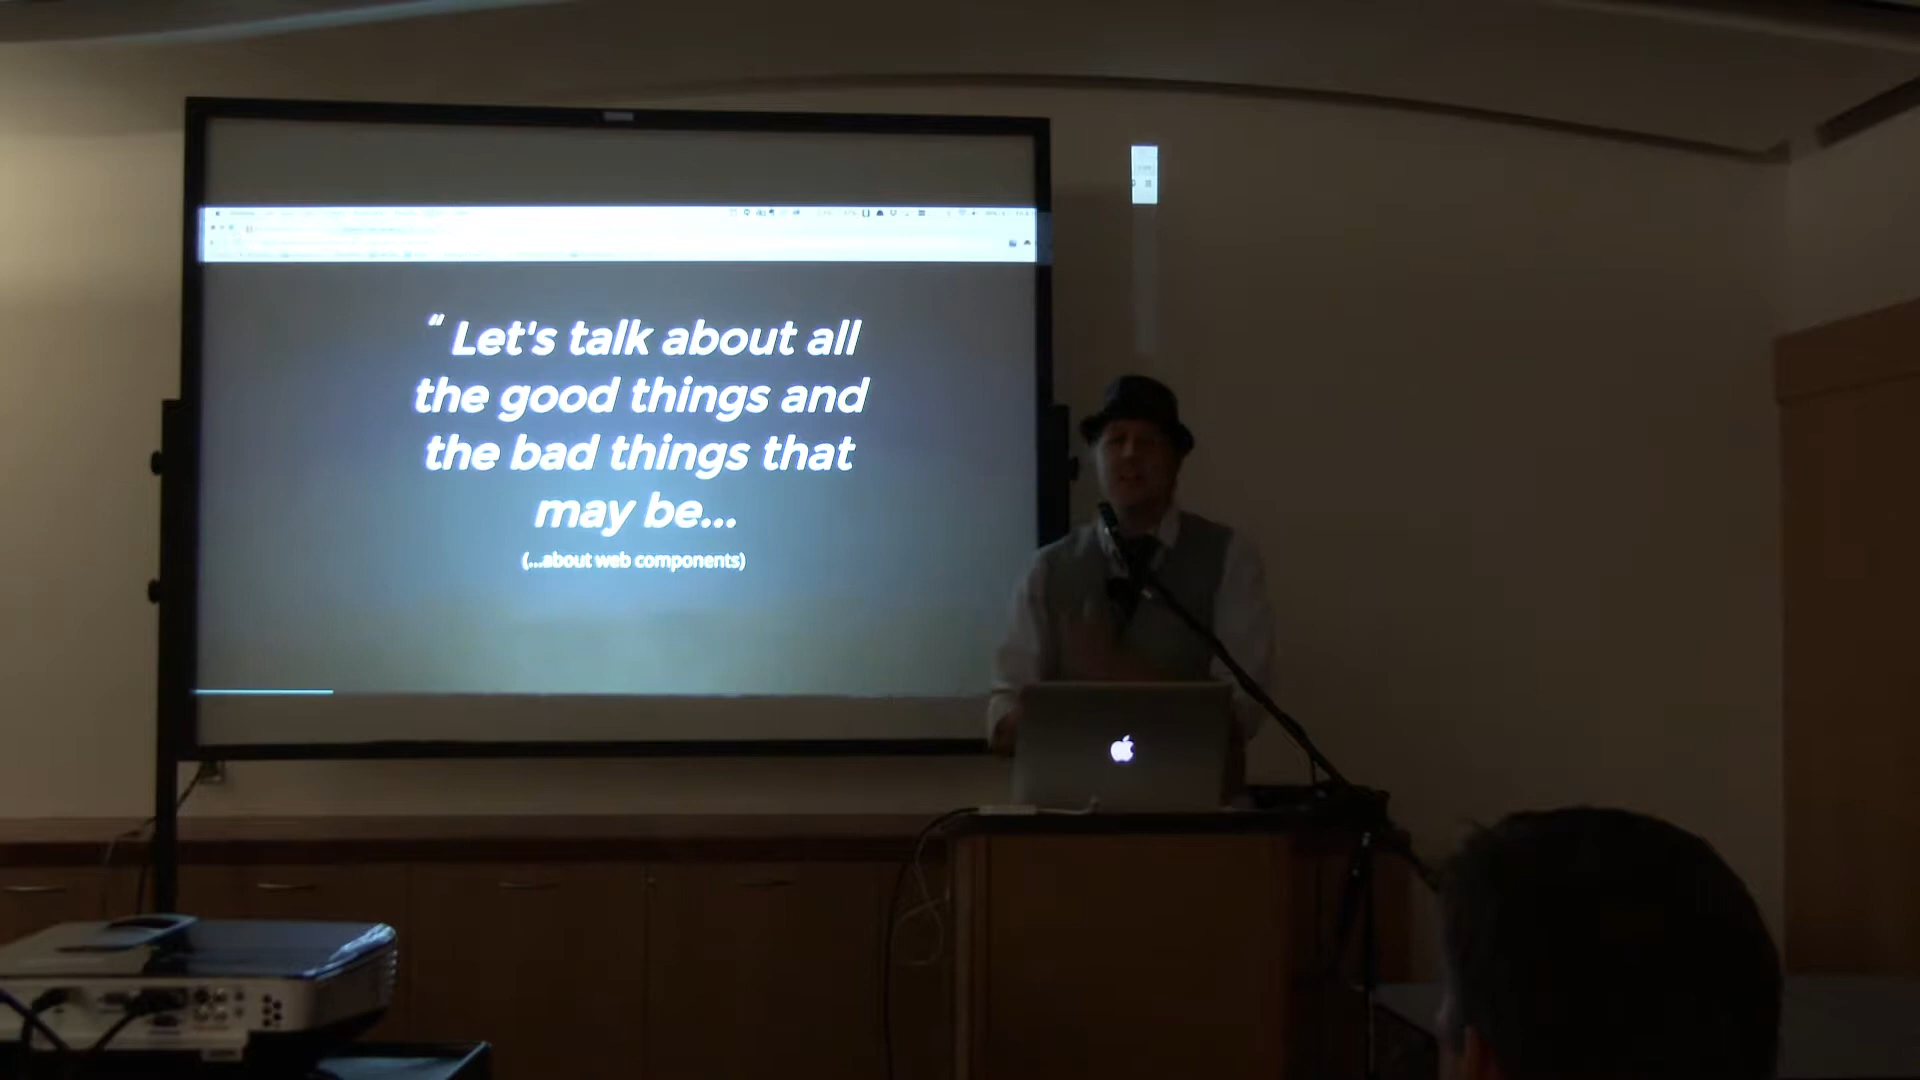 “ Let's talk about all
the good things and
the bad things that
may be...
(...about web components)